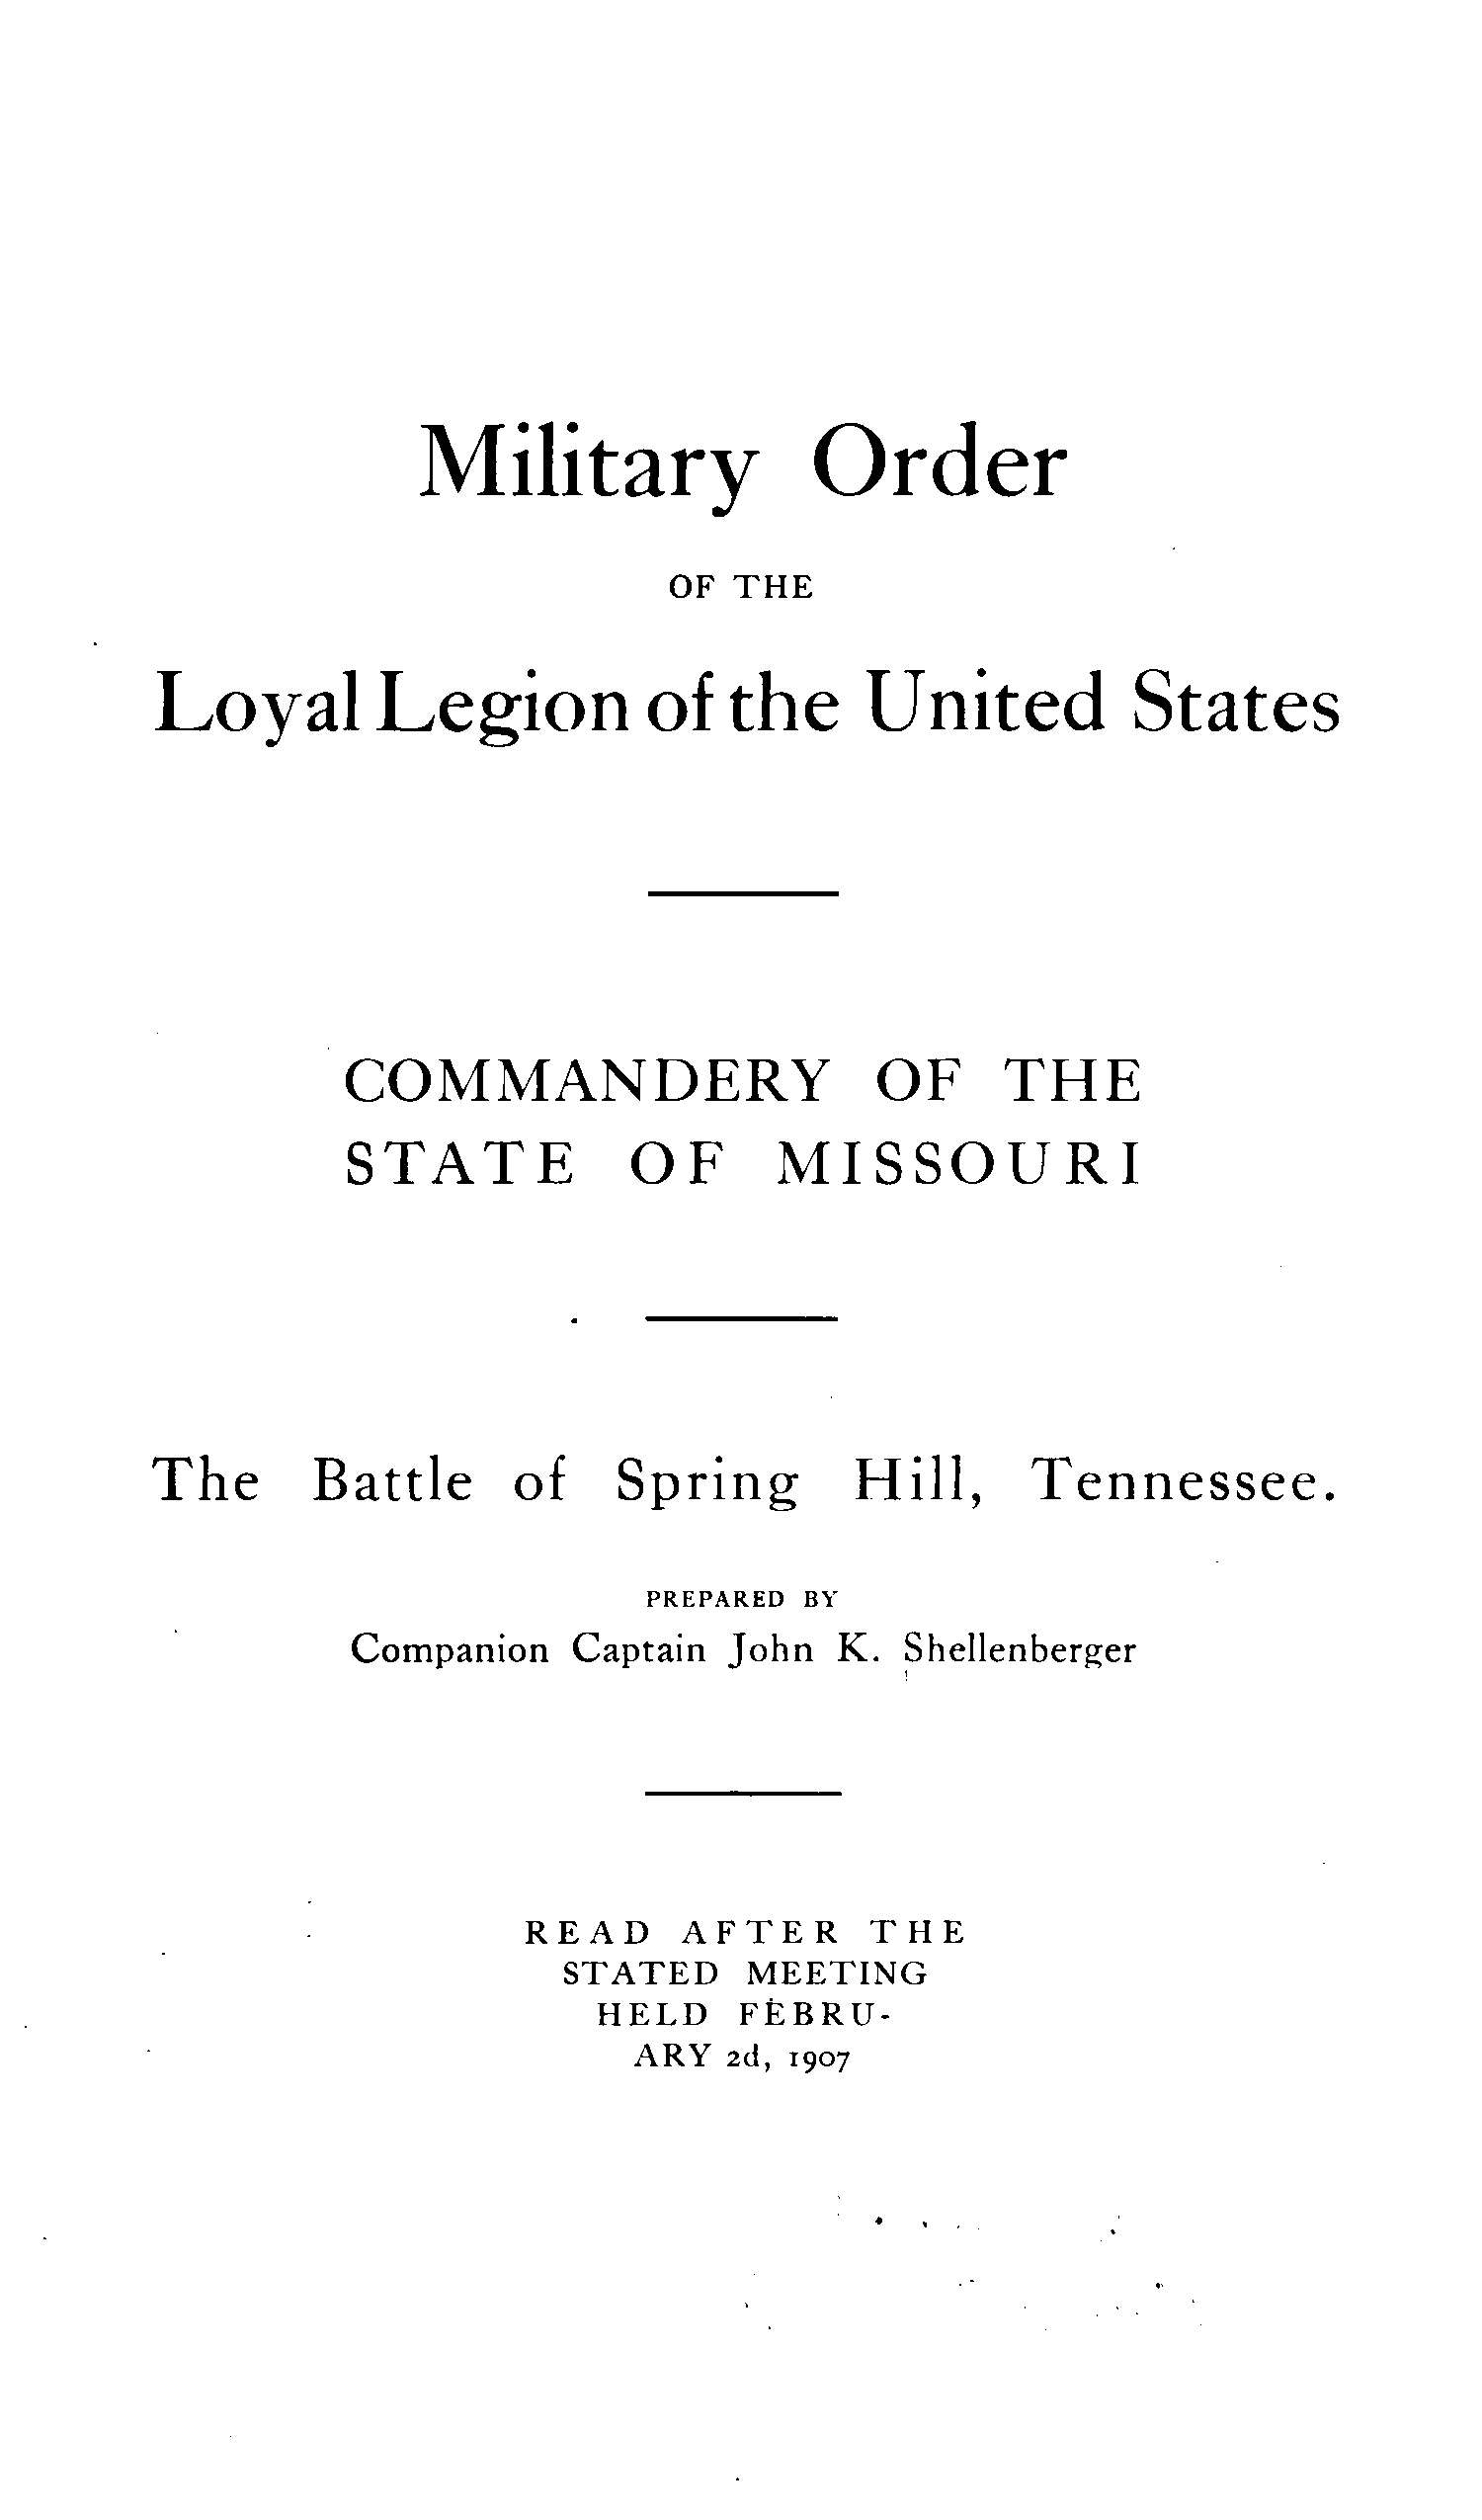 Military Order
OF THE
Loyal Legion of the United States
COMMANDERY OF THE
STATE OF MISSOURI
The Battle of Spring Hill, Tennessee.
PREPARED BY
Companion Captain John K. Shellenberger
READ AFTER THE
STATED MEETING
HELD FEBRU-
ARY 2d, 1907